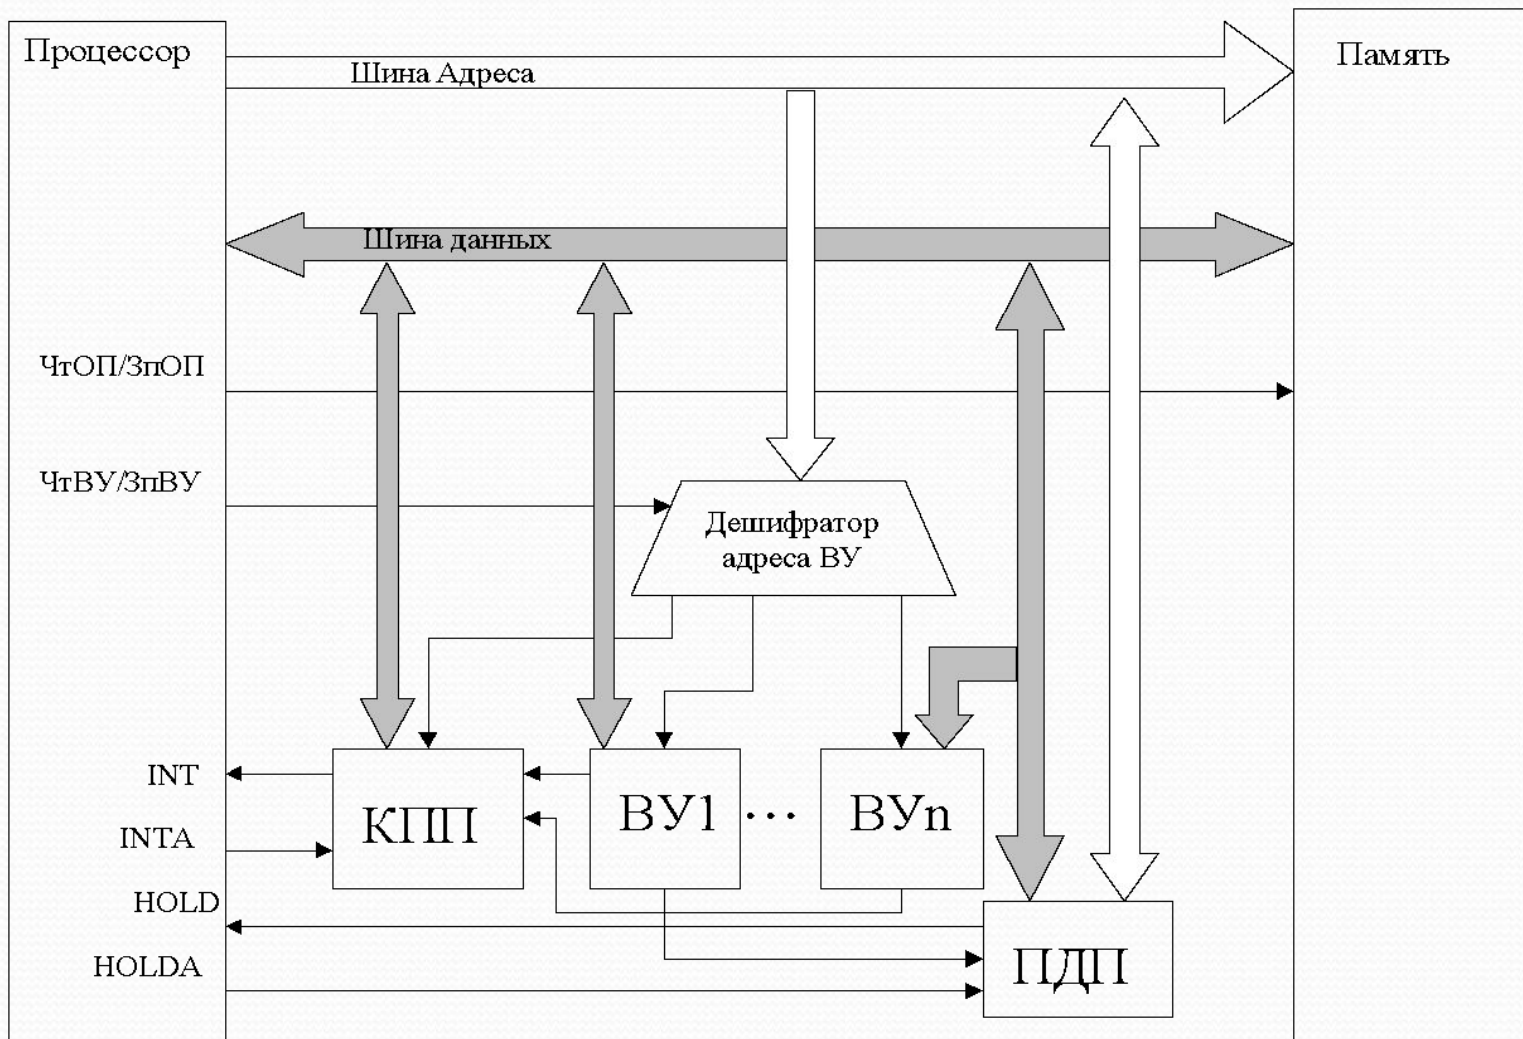 Процессор
Память
Шина Адреса
Шина данных
ЧтОП/ЗпОП
ЧтВУ/ЗпВУ
Дешифратор
адреса ВУ
INT
INTA
HOLD
HOLDA
КПП
ВУ1
...
ВУn
ПДП